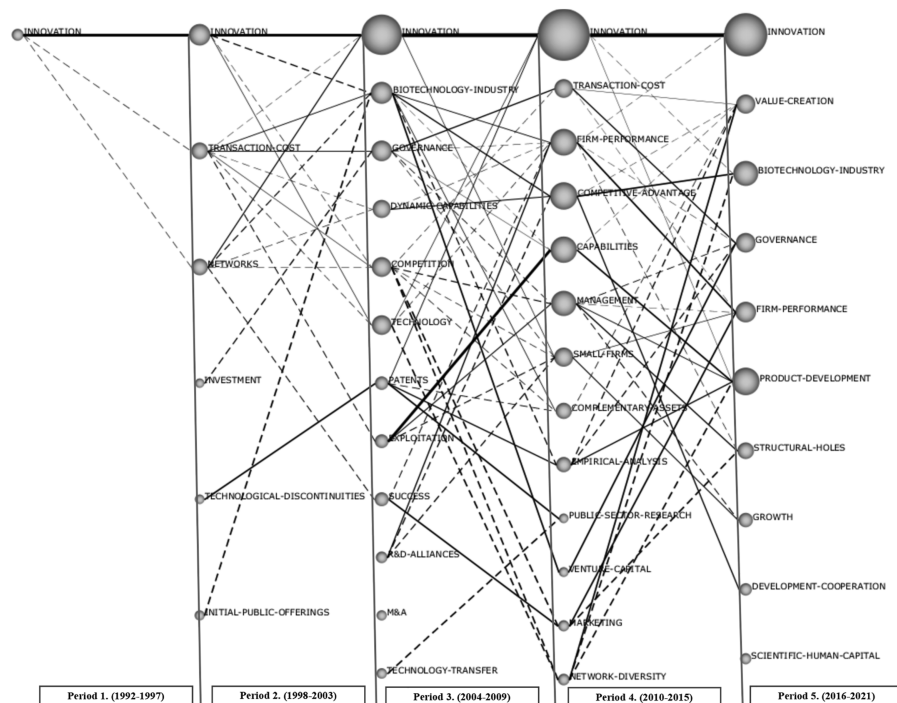 INNOVATION
INNOVATION
TRANSACTION-COST
NETWORKS
INVESTMENT
TECHNOLOGICAL-DISCONTINUITIES
INITIAL-PUBLIC-OFFERINGS
INNOVATION
BIOTECHNOLOGY-INDUSTRY
GOVERNANCE
DYNAMIC-CAPABILITIES
COMPETITION
TECHNOLOGY
PATENTS
EXPLOITATION
SUCCESS
R&D-ALLIANCES
M&A
TECHNOLOGY-TRANSFER
INNOVATION
TRANSACTION-COST
FIRM-PERFORMANCE
COMPETITIVE-ADVANTAGE
CAPABILITIES
MANAGEMENT
SMALL-FIRMS
COMPLEMENTARY-ASSETS
EMPIRICAL-ANALYSIS
PUBLIC-SECTOR-RESEARCH
VENTURE-CAPITAL
MARKETING
NETWORK-DIVERSITY
INNOVATION
VALUE-CREATION
BIOTECHNOLOGY-INDUSTRY
GOVERNANCE
FIRM-PERFORMANCE
PRODUCT-DEVELOPMENT
STRUCTURAL-HOLES
GROWTH
DEVELOPMENT-COOPERATION
SCIENTIFIC-HUMAN-CAPITAL
Period 1. (1992-1997)
Period 2. (1998-2003)
Period 3. (2004-2009)
Period 4. (2010-2015)
Period 5. (2016-2021)